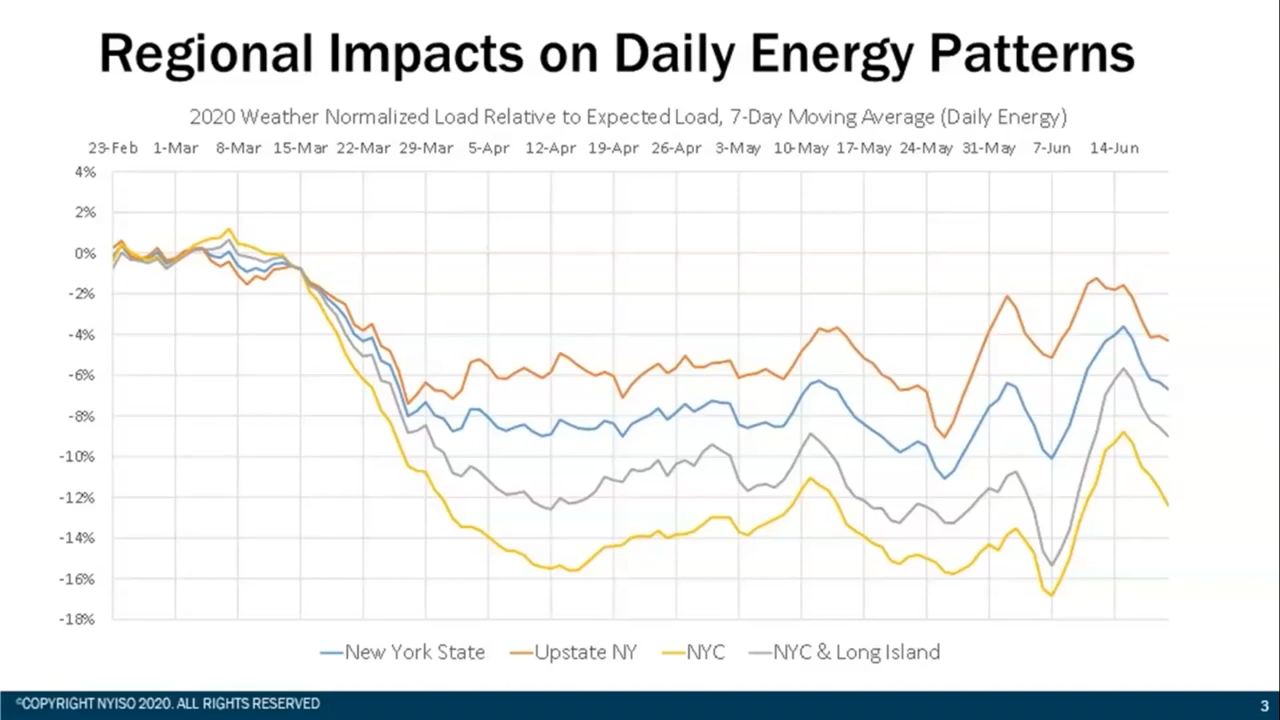 Regional Impacts on Daily Energy Patterns
2020 Weather Normalized Load Relative to Expected Load, 7-Day Moving Average (Daily Energy)
23-Feb 1-Mar 8-Mar 15-Mar 22-Mar 29-Mar 5-Apr 12-Apr 19-Apr 26-Apr 3-May 10-May 17-May 24-May 31-May 7-Jun 14-Jun
4%
2%
0%
-2%
-4%
-6%
-8%
-10%
-12%
-14%
-16%
-18%
New York State Upstate NY NYC NYC & Long Island
©COPYRIGHT NYISO 2020. ALL RIGHTS RESERVED 3